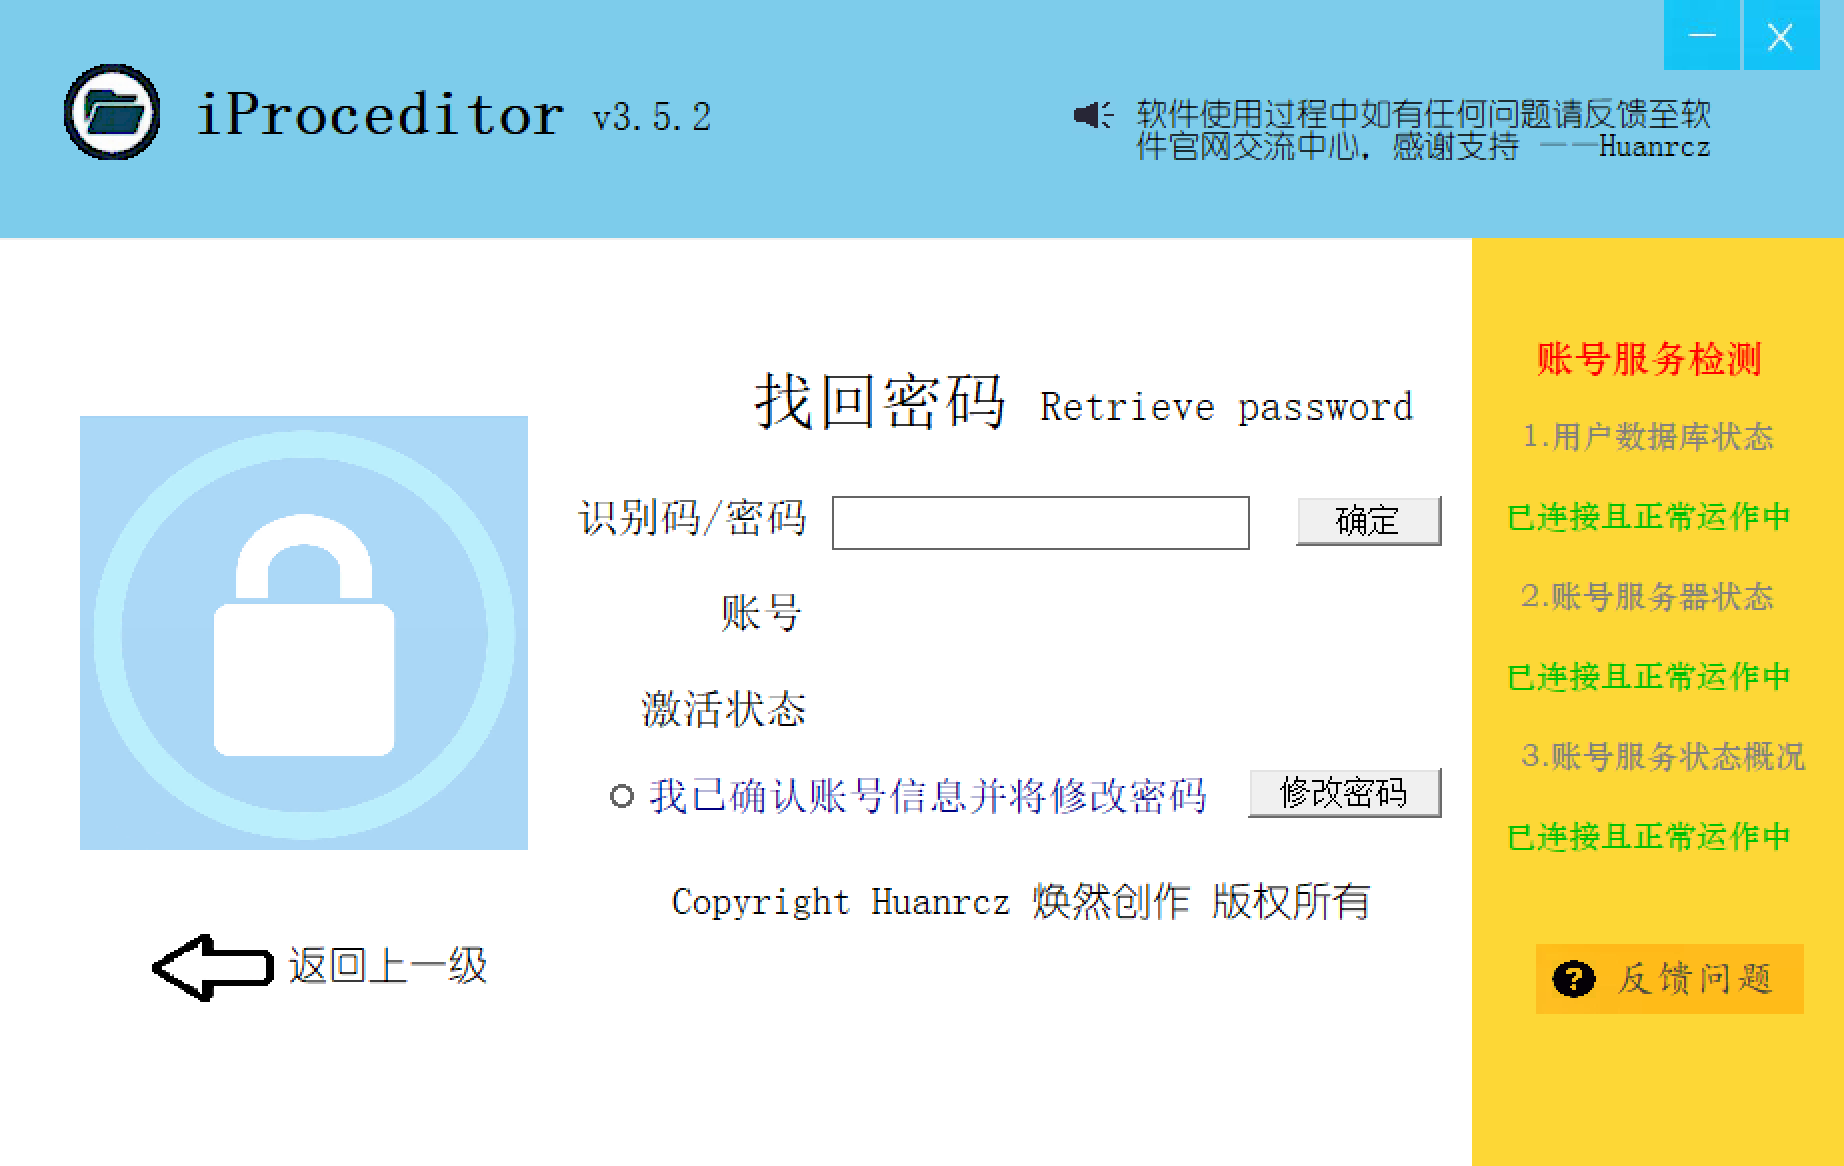 iProceditor v3.5.2
软件使用过程中如有任何问题请反馈至软
件官网交流中心，感谢支持 ——Huanrcz
找回密码 Retrieve password
识别码/密码
确定
账号
激活状态
我已确认账号信息并将修改密码
修改密码
Copyright Huanrcz 焕然创作 版权所有
返回上一级
账号服务检测
1.用户数据库状态
已连接且正常运作中
2.账号服务器状态
已连接且正常运作中
3.账号服务状态概况
已连接且正常运作中
? 反馈问题